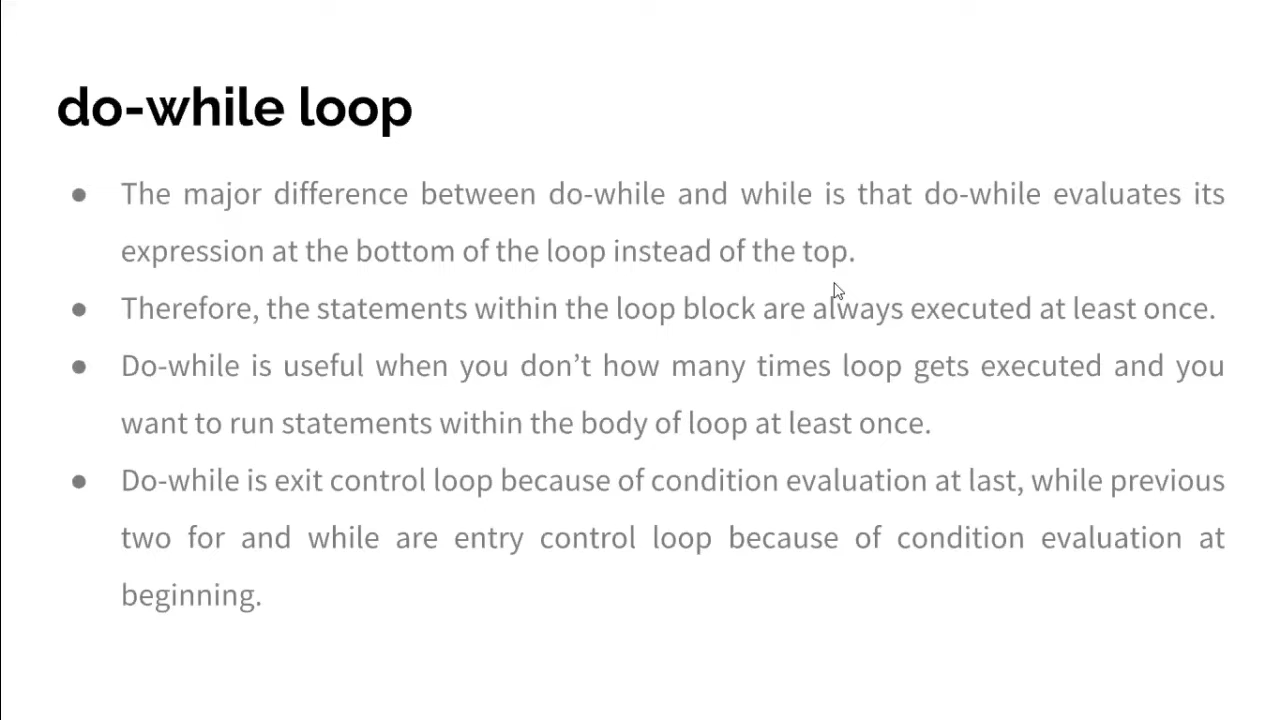 do-while loop
● The major difference between do-while and while is that do-while evaluates its
expression at the bottom of the loop instead of the top.
● Therefore, the statements within the loop block are always executed at least once.
● Do-while is useful when you don’t how many times loop gets executed and you
want to run statements within the body of loop at least once.
● Do-while is exit control loop because of condition evaluation at last, while previous
two for and while are entry control loop because of condition evaluation at
beginning.